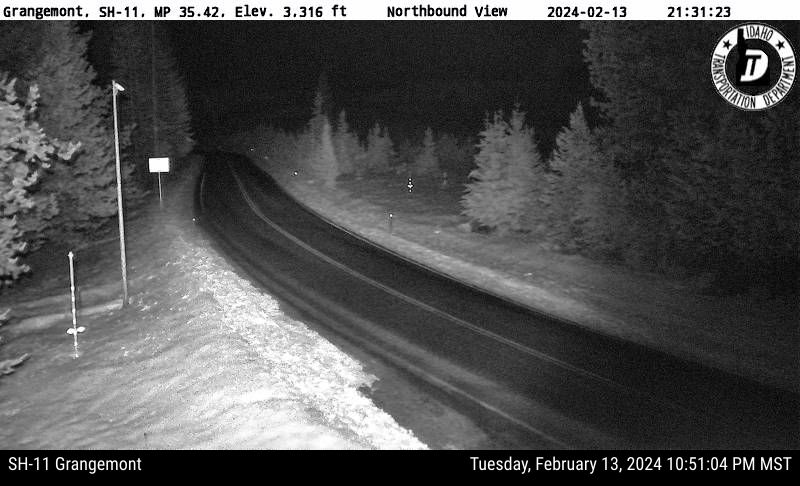 Grangemont, SH-11, MP 35.42, Elev. 3,316 ft Northbound View 2024-02-13 21:31:23
IDAHO
TRANSPORTATION DEPARTMENT
SH-11 Grangemont
Tuesday, February 13, 2024 10:51:04 PM MST